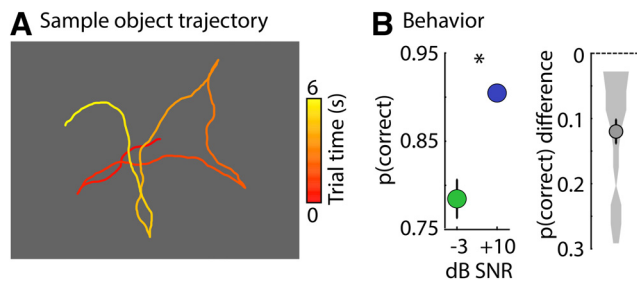 A Sample object trajectory
6
Trial time (s)
0
B Behavior
0.95
0.85
0.75
p(correct)
*
-3 +10
dB SNR
p(correct) difference
0
0.1
0.2
0.3